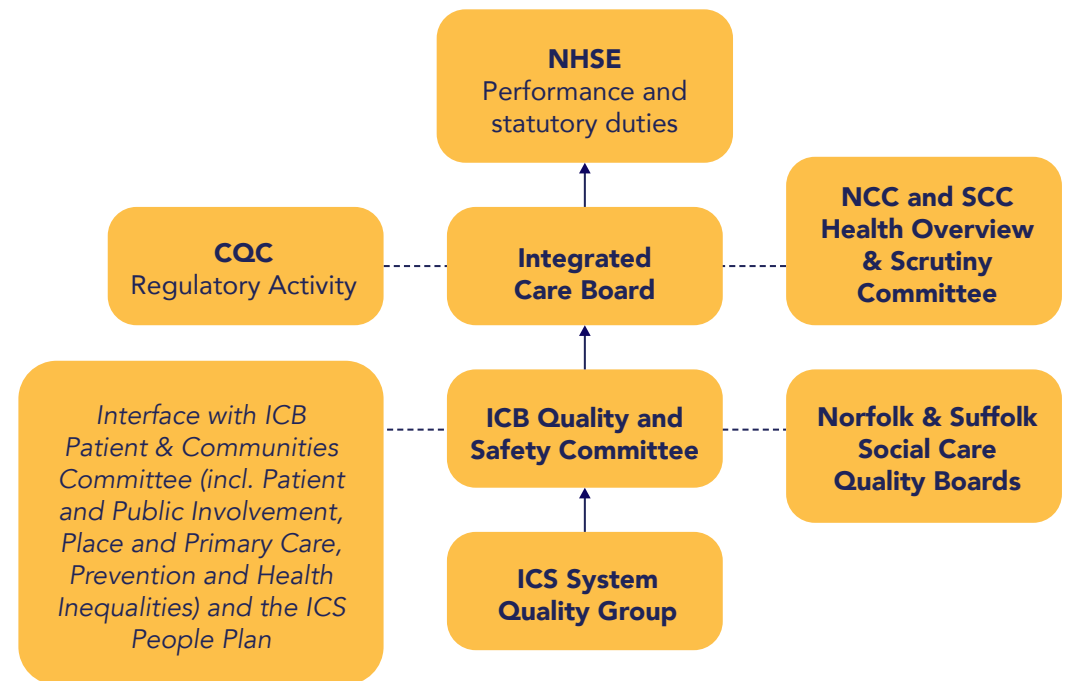 NHSE
Performance and
statutory duties
CQC
Regulatory Activity
Integrated
Care Board
NCC and SCC
Health Overview
& Scrutiny
Committee
Interface with ICB
Patient & Communities
Committee (incl. Patient
and Public Involvement,
Place and Primary Care,
Prevention and Health
Inequalities) and the ICS
People Plan
ICB Quality and
Safety Committee
Norfolk & Suffolk
Social Care
Quality Boards
ICS System
Quality Group